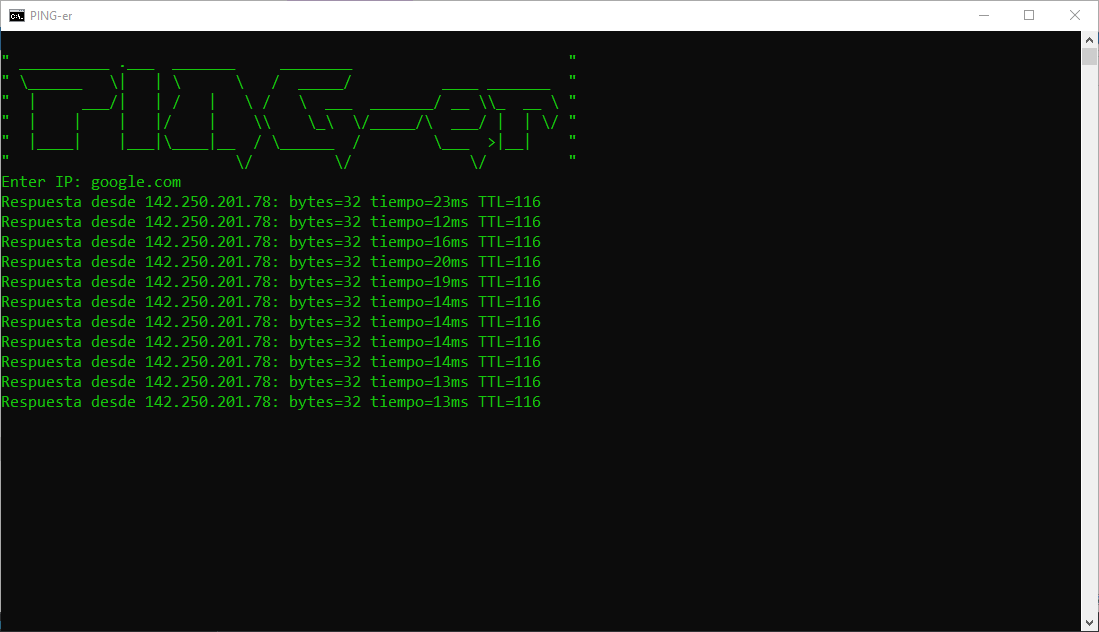 PING-er
Enter IP: google.com
Respuesta desde 142.250.201.78: bytes=32 tiempo=23ms TTL=116
Respuesta desde 142.250.201.78: bytes=32 tiempo=12ms TTL=116
Respuesta desde 142.250.201.78: bytes=32 tiempo=16ms TTL=116
Respuesta desde 142.250.201.78: bytes=32 tiempo=20ms TTL=116
Respuesta desde 142.250.201.78: bytes=32 tiempo=19ms TTL=116
Respuesta desde 142.250.201.78: bytes=32 tiempo=14ms TTL=116
Respuesta desde 142.250.201.78: bytes=32 tiempo=14ms TTL=116
Respuesta desde 142.250.201.78: bytes=32 tiempo=14ms TTL=116
Respuesta desde 142.250.201.78: bytes=32 tiempo=14ms TTL=116
Respuesta desde 142.250.201.78: bytes=32 tiempo=13ms TTL=116
Respuesta desde 142.250.201.78: bytes=32 tiempo=13ms TTL=116